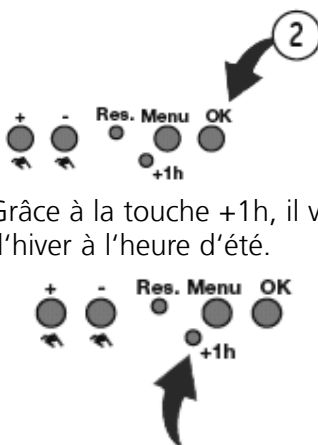 2
+ - Res. Menu OK
+1h
Grâce à la touche +1h, il v
l'hiver à l'heure d'été.
+ - Res. Menu OK
+1h